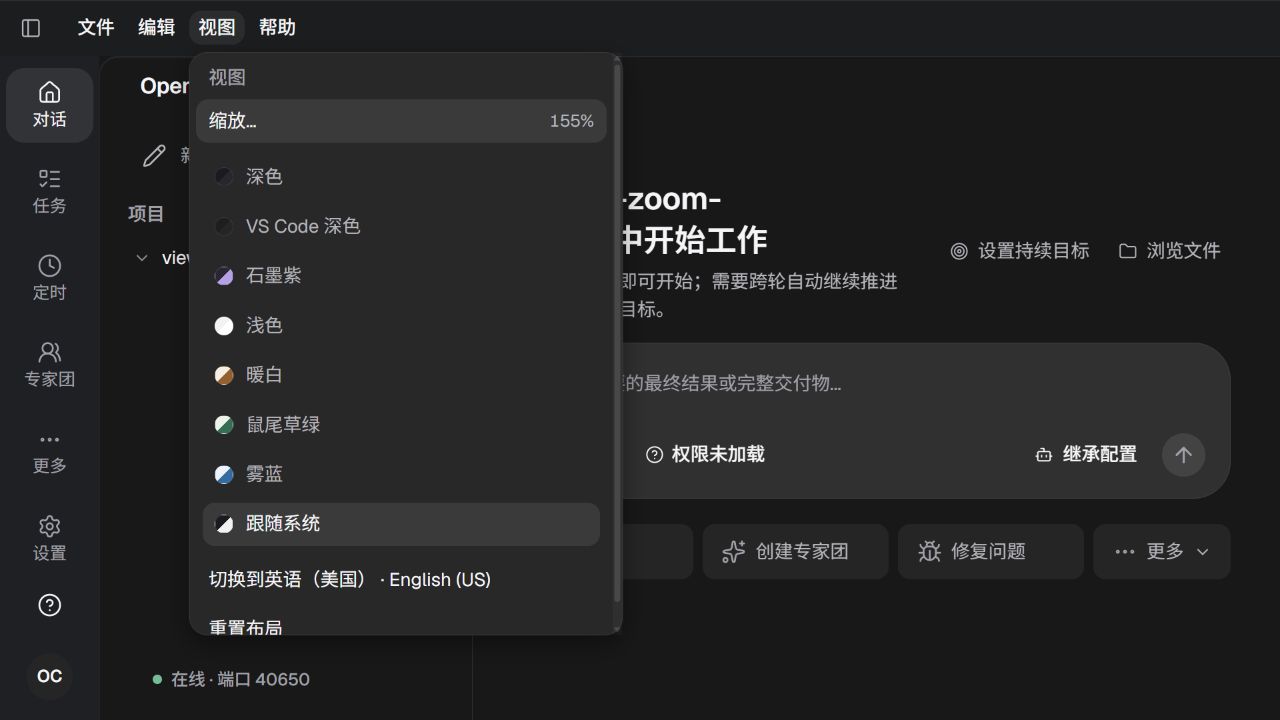 文件
编辑
视图
帮助
对话
任务
定时
专家团
更多
设置
OC
项目
视图
缩放... 155%
深色
VS Code 深色
石墨紫
浅色
暖白
鼠尾草绿
雾蓝
跟随系统
切换到英语（美国） · English (US)
重置布局
在线 · 端口 40650
-zoom-
中开始工作
即可开始；需要跨轮自动继续推进
目标。
设置持续目标
浏览文件
的最终结果或完整交付物...
权限未加载
继承配置
创建专家团
修复问题
更多